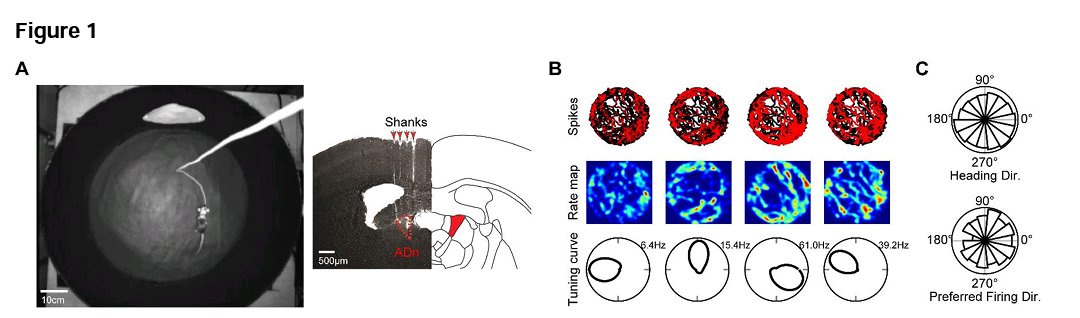 Figure 1
A
10cm
Shanks
ADn
500μm
B
Spikes
Rate map
Tuning curve
6.4Hz
15.4Hz
61.0Hz
39.2Hz
C
90°
180°
0°
270°
Heading Dir.
90°
180°
0°
270°
Preferred Firing Dir.